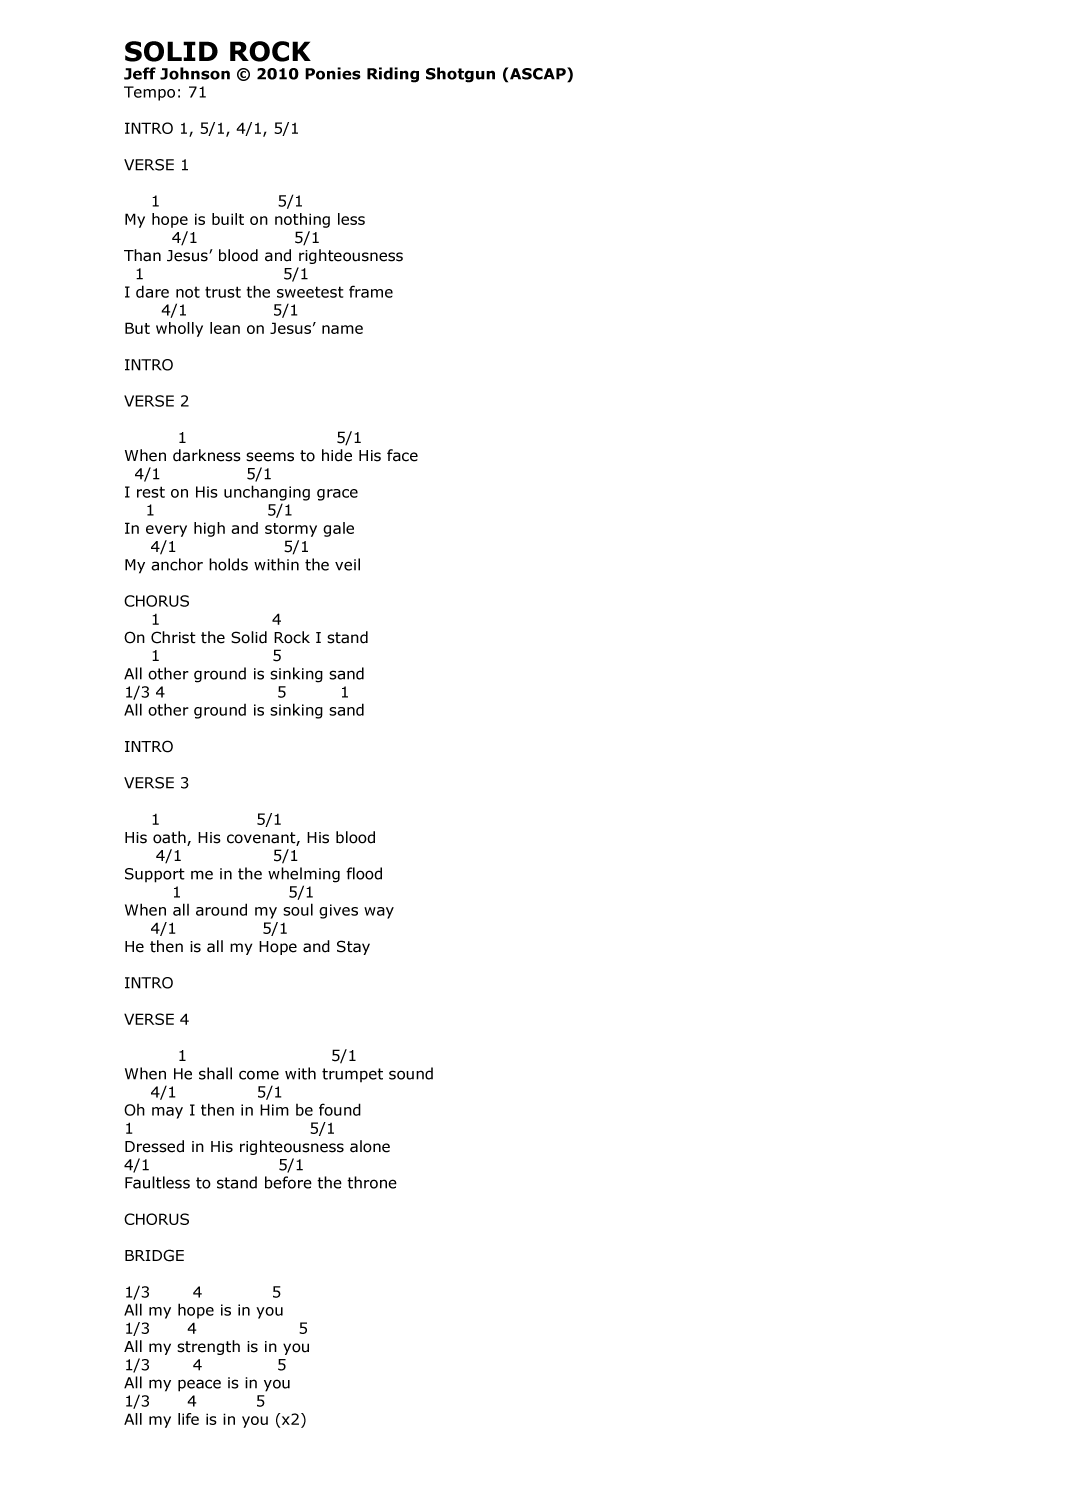 SOLID ROCK
Jeff Johnson © 2010 Ponies Riding Shotgun (ASCAP)
Tempo: 71
INTRO 1, 5/1, 4/1, 5/1
VERSE 1
1 5/1
My hope is built on nothing less
4/1 5/1
Than Jesus’ blood and righteousness
1 5/1
I dare not trust the sweetest frame
4/1 5/1
But wholly lean on Jesus’ name
INTRO
VERSE 2
1 5/1
When darkness seems to hide His face
4/1 5/1
I rest on His unchanging grace
1 5/1
In every high and stormy gale
4/1 5/1
My anchor holds within the veil
CHORUS
1 4
On Christ the Solid Rock I stand
1 5
All other ground is sinking sand
1/3 4 5 1
All other ground is sinking sand
INTRO
VERSE 3
1 5/1
His oath, His covenant, His blood
4/1 5/1
Support me in the whelming flood
1 5/1
When all around my soul gives way
4/1 5/1
He then is all my Hope and Stay
INTRO
VERSE 4
1 5/1
When He shall come with trumpet sound
4/1 5/1
Oh may I then in Him be found
1 5/1
Dressed in His righteousness alone
4/1 5/1
Faultless to stand before the throne
CHORUS
BRIDGE
1/3 4 5
All my hope is in you
1/3 4 5
All my strength is in you
1/3 4 5
All my peace is in you
1/3 4 5
All my life is in you (x2)